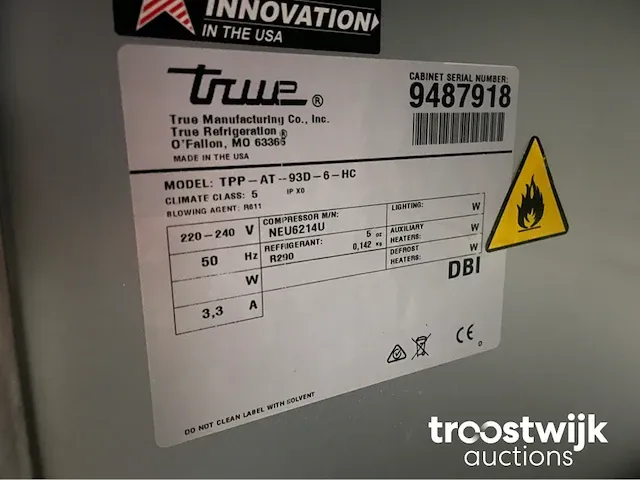 INNOVATION
IN THE USA
true®
True Manufacturing Co., Inc.
True Refrigeration®
O'Fallon, MO 63366
MADE IN THE USA
CABINET SERIAL NUMBER:
9487918
MODEL: TPP-AT-93D-6-HC
CLIMATE CLASS: 5 IP X0
BLOWING AGENT: R611
220-240 V
50 Hz
W
3,3 A
COMPRESSOR M/N:
NEU6214U
REFRIGERANT: 5 oz
R290 0,142 KG
LIGHTING: W
AUXILIARY
HEATERS: W
DEFROST
HEATERS: W
DBI
CE
DO NOT CLEAN LABEL WITH SOLVENT
troostwijk
auctions